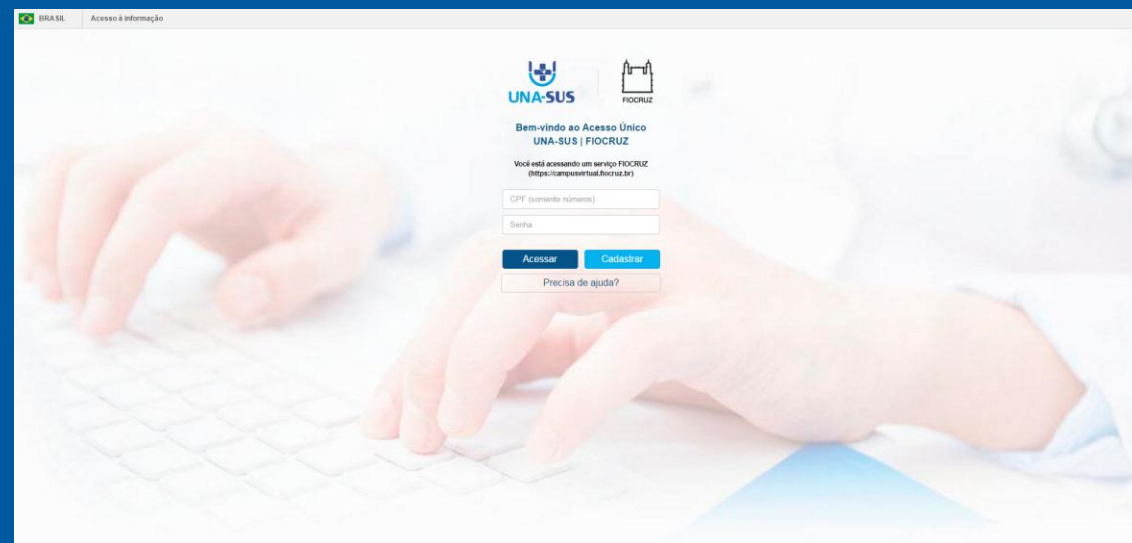 BRASIL Acesso à informação
UNA-SUS FIOCRUZ
Bem-vindo ao Acesso Único
UNA-SUS | FIOCRUZ
Você está acessando um serviço FIOCRUZ
(https://campusvirtual.fiocruz.br)
CPF (somente números)
Senha
Acessar Cadastrar
Precisa de ajuda?